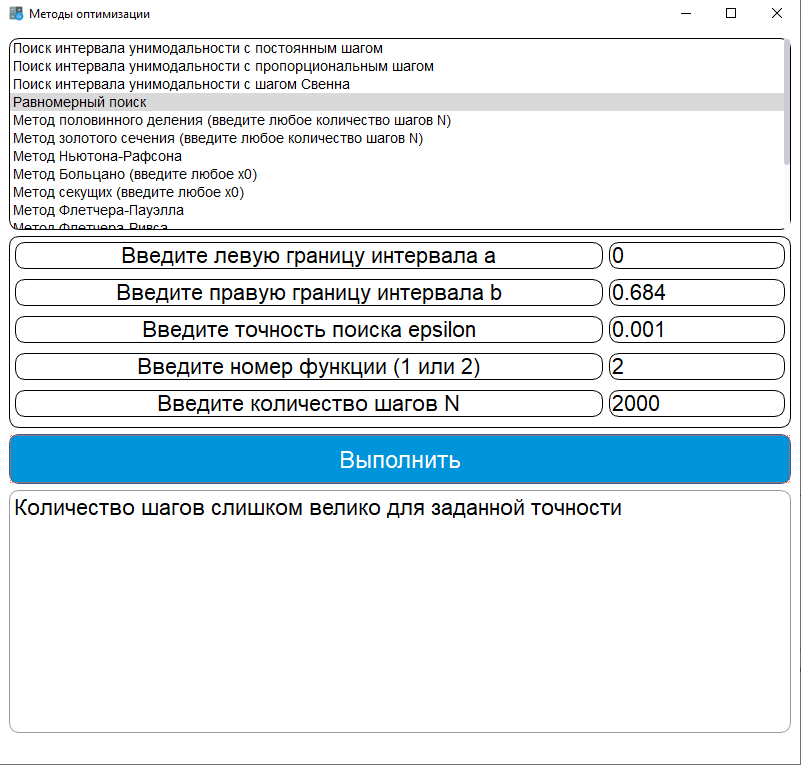 Методы оптимизации
Поиск интервала унимодальности с постоянным шагом
Поиск интервала унимодальности с пропорциональным шагом
Поиск интервала унимодальности с шагом Свенна
Равномерный поиск
Метод половинного деления (введите любое количество шагов N)
Метод золотого сечения (введите любое количество шагов N)
Метод Ньютона-Рафсона
Метод Больцано (введите любое x0)
Метод секущих (введите любое x0)
Метод Флетчера-Пауэлла
Метод Флетчера-Ривса
Введите левую границу интервала a 0
Введите правую границу интервала b 0.684
Введите точность поиска epsilon 0.001
Введите номер функции (1 или 2) 2
Введите количество шагов N 2000
Выполнить
Количество шагов слишком велико для заданной точности